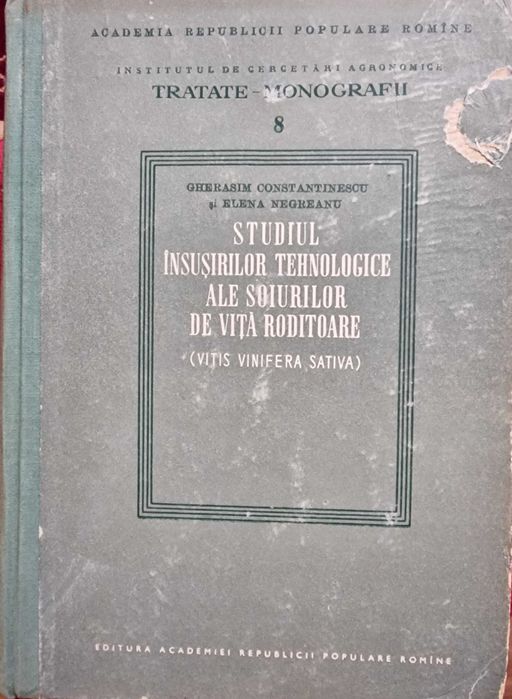 ACADEMIA REPUBLICII POPULARE ROMÎNE
INSTITUTUL DE CERCETĂRI AGRONOMICE
TRATATE-MONOGRAFII
8
GHERASIM CONSTANTINESCU
și ELENA NEGREANU
STUDIUL
ÎNSUȘIRILOR TEHNOLOGICE
ALE SOIURILOR
DE VIȚĂ RODITOARE
(VITIS VINIFERA SATIVA)
EDITURA ACADEMIEI REPUBLICII POPULARE ROMÎNE